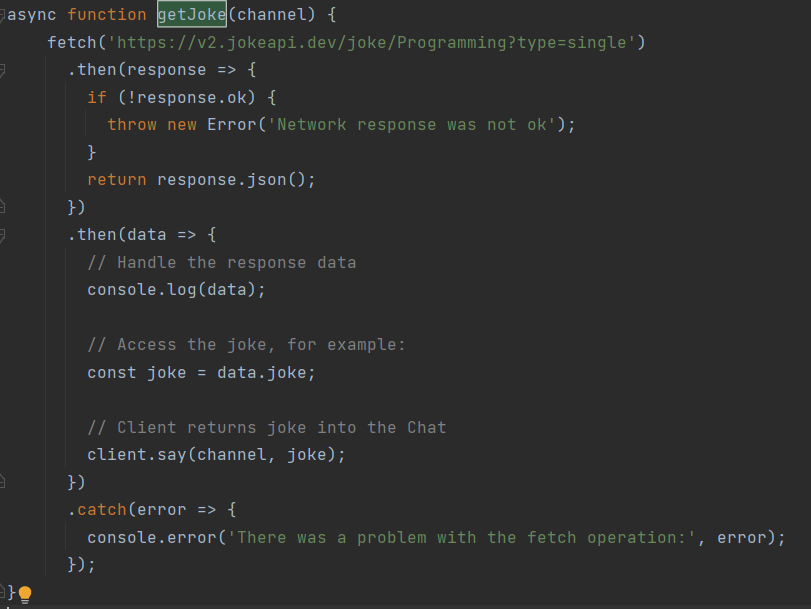 async function getJoke(channel) {
    fetch('https://v2.jokeapi.dev/joke/Programming?type=single')
      .then(response => {
        if (!response.ok) {
          throw new Error('Network response was not ok');
        }
        return response.json();
      })
      .then(data => {
        // Handle the response data
        console.log(data);

        // Access the joke, for example:
        const joke = data.joke;

        // Client returns joke into the Chat
        client.say(channel, joke);
      })
      .catch(error => {
        console.error('There was a problem with the fetch operation:', error);
      });
}